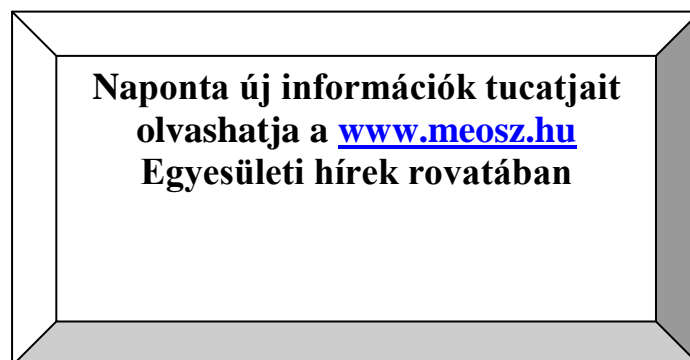 Naponta új információk tucatjait
olvashatja a www.meosz.hu
Egyesületi hírek rovatában